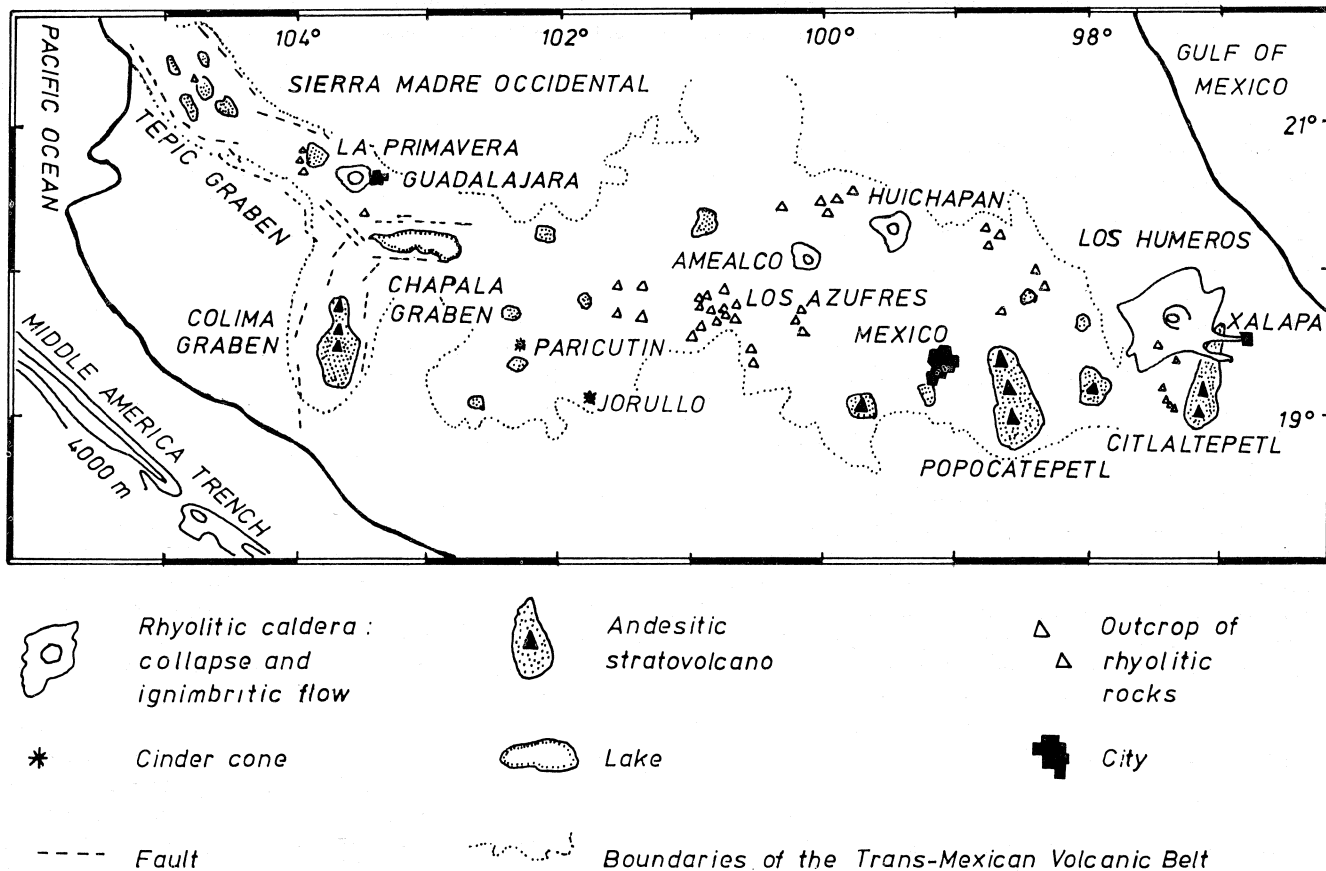 104°
102°
100°
98°
PACIFIC OCEAN
GULF OF
MEXICO
SIERRA MADRE OCCIDENTAL
21°
TEPIC GRABEN
LA PRIMAVERA
GUADALAJARA
HUICHAPAN
LOS HUMEROS
AMEALCO
CHAPALA
GRABEN
LOS AZUFRES
COLIMA
GRABEN
MEXICO
XALAPA
PARICUTIN
JORULLO
19°
MIDDLE AMERICA TRENCH
4000 m
POPOCATEPETL
CITLALTEPETL
Rhyolitic caldera :
collapse and
ignimbritic flow
Andesitic
stratovolcano
Outcrop of
rhyolitic
rocks
Cinder cone
Lake
City
Fault
Boundaries of the Trans-Mexican Volcanic Belt